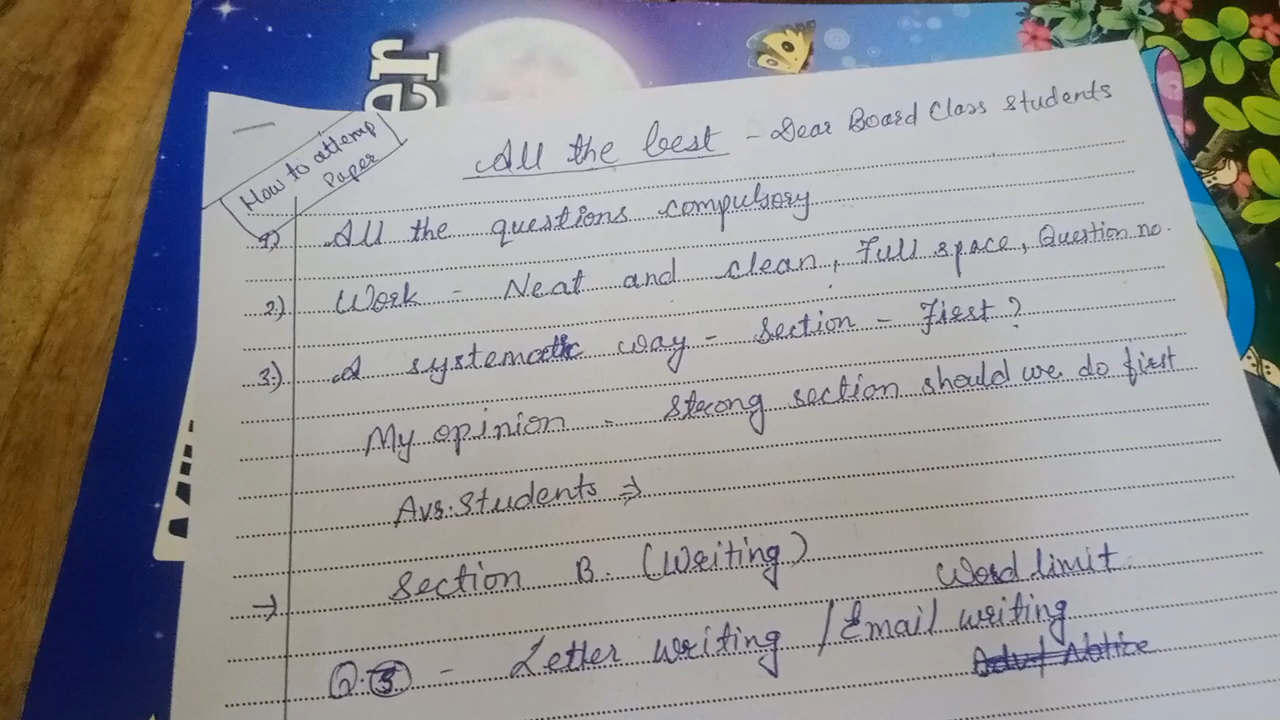 er
How to attemp
Paper
All the best - Dear Board Class students
1) All the questions compulsory
2.) Work - Neat and clean, Full space, Question no.
3.) A systematic way - Section - First?
My opinion - Strong section should we do first
Avg. Students ⇒
→ Section B. (Writing)
Word limit.
Q. 3. - Letter writing / Email writing